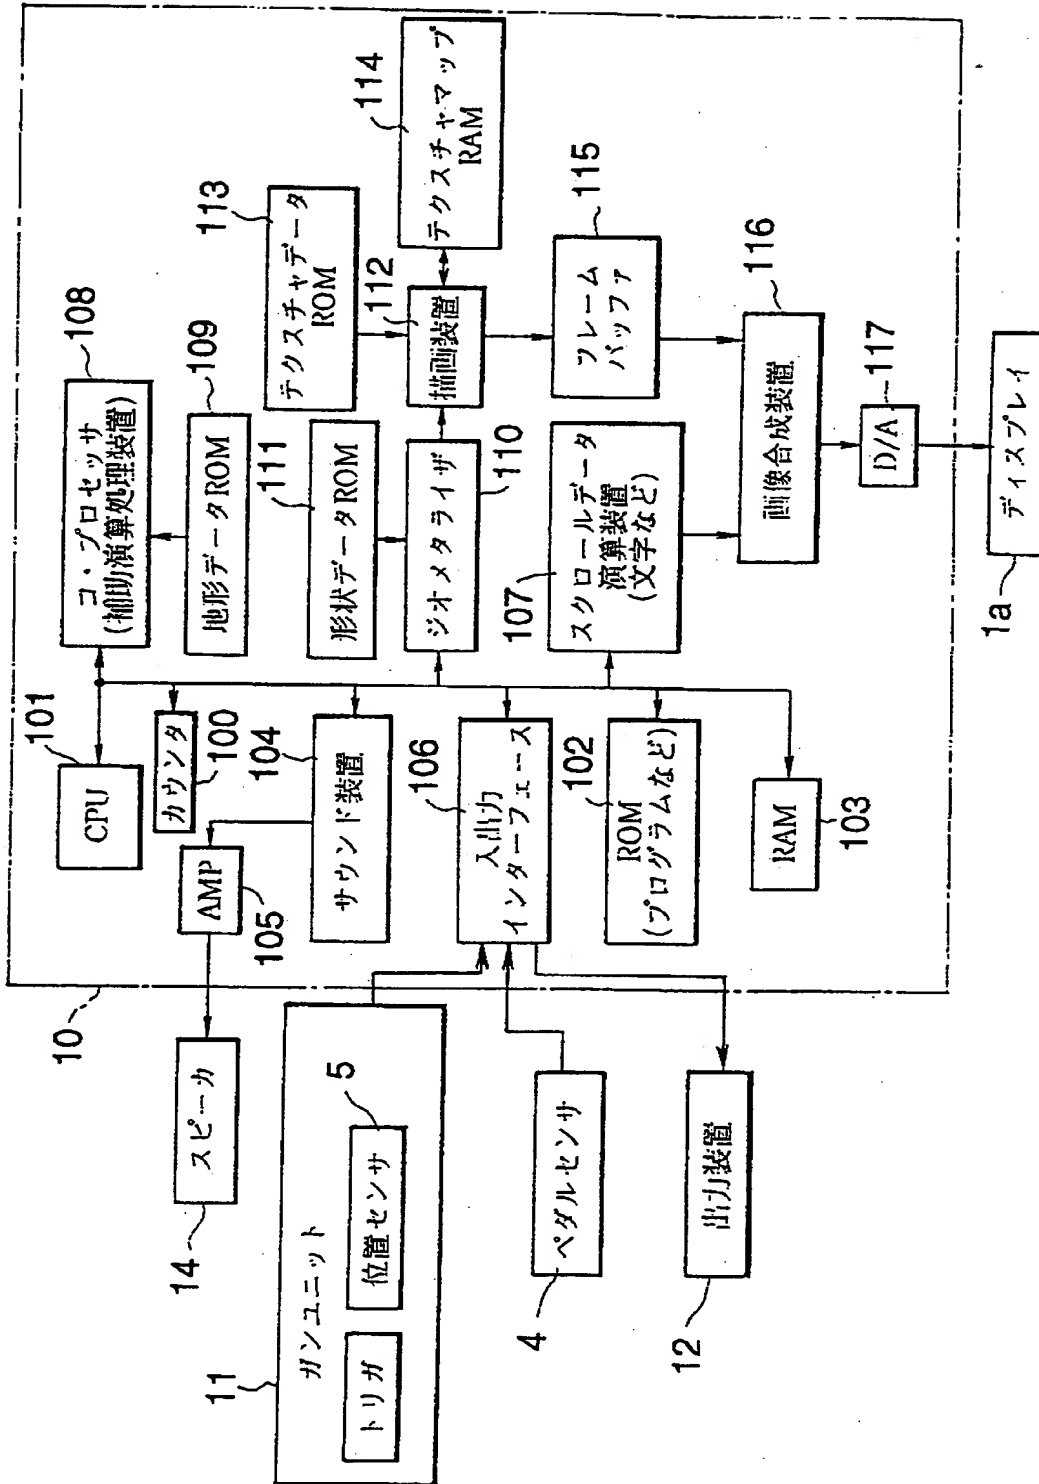 101
CPU
カウンタ
100
AMP
105
104
サウンド装置
106
入出力
インターフェース
102
ROM
(プログラムなど)
RAM
103
108
コ・プロセッサ
(補助演算処理装置)
109
地形データROM
111
形状データROM
ジオメタライザ
110
107
スクロールデータ
演算装置
(文字など)
113
テクスチャデータ
ROM
112
描画装置
114
テクスチャマップ
RAM
115
フレーム
バッファ
116
画像合成装置
D/A
117
ディスプレイ
1a
10
スピーカ
14
11
ガンユニット
トリガ
位置センサ
5
ペダルセンサ
4
出力装置
12